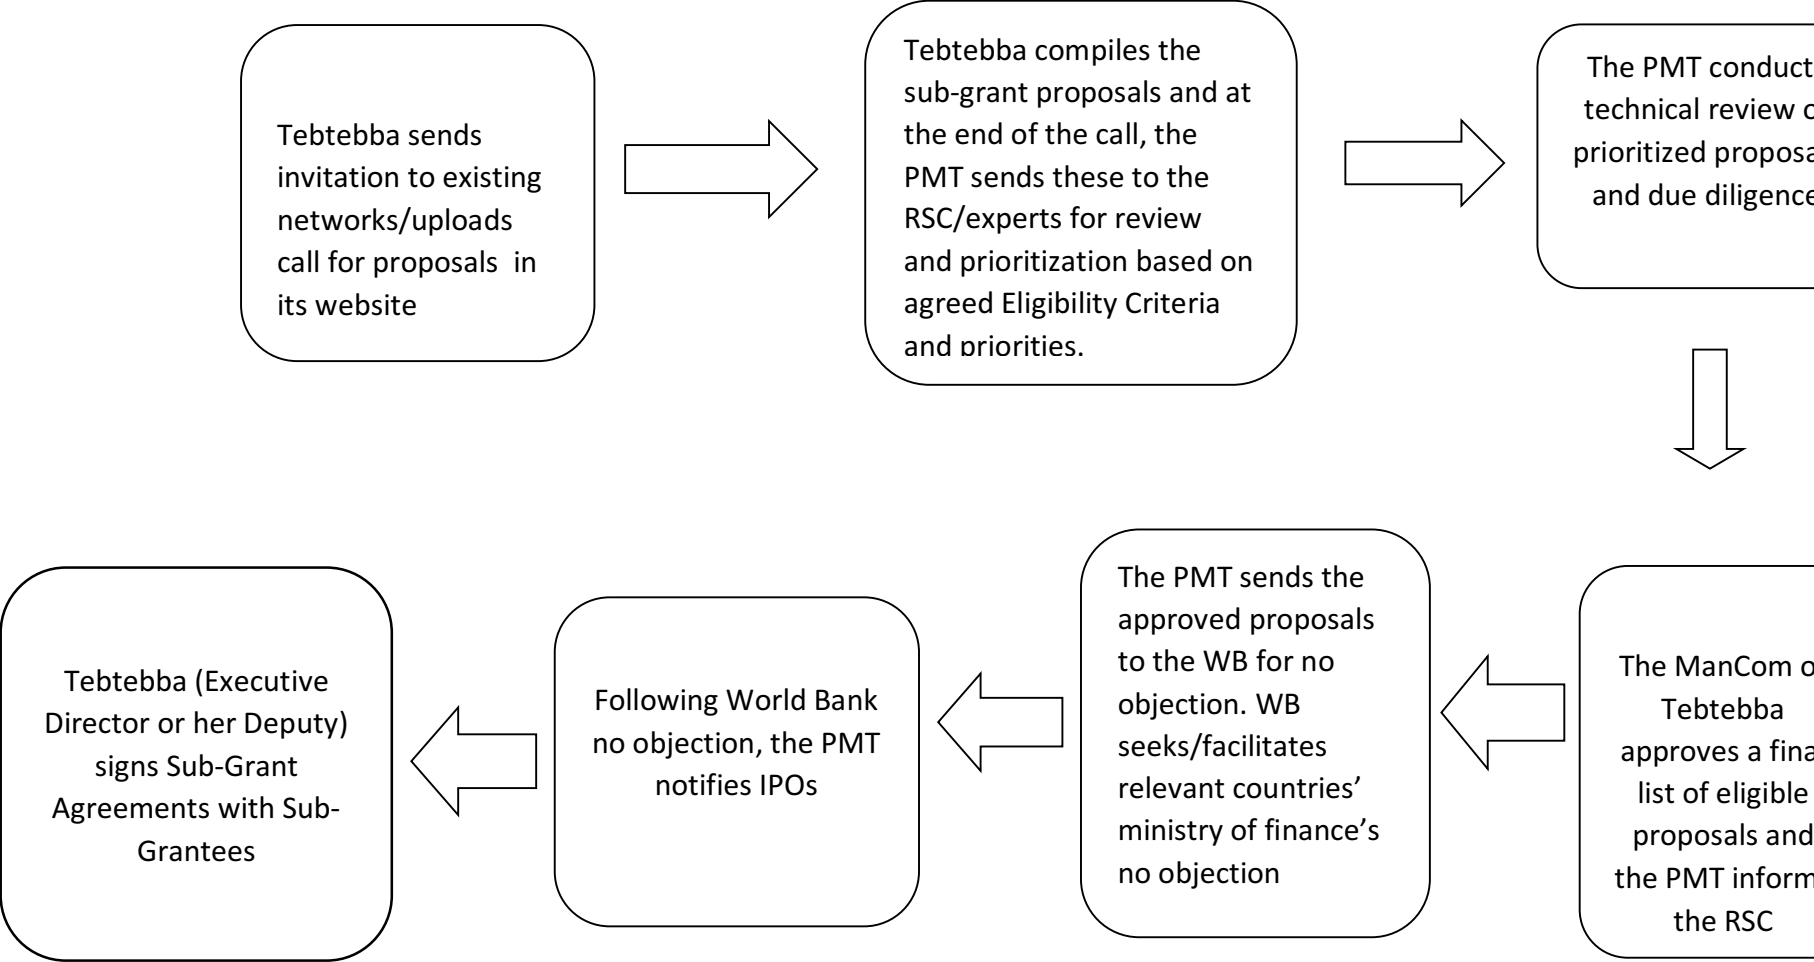 Tebtebba sends
invitation to existing
networks/uploads
call for proposals  in
its website
Tebtebba compiles the
sub-grant proposals and at
the end of the call, the
PMT sends these to the
RSC/experts for review
and prioritization based on
agreed Eligibility Criteria
and priorities.
The PMT conduct
technical review o
prioritized proposa
and due diligence
The ManCom o
Tebtebba
approves a fina
list of eligible
proposals and
the PMT inform
the RSC
The PMT sends the
approved proposals
to the WB for no
objection. WB
seeks/facilitates
relevant countries’
ministry of finance’s
no objection
Following World Bank
no objection, the PMT
notifies IPOs
Tebtebba (Executive
Director or her Deputy)
signs Sub-Grant
Agreements with Sub-
Grantees